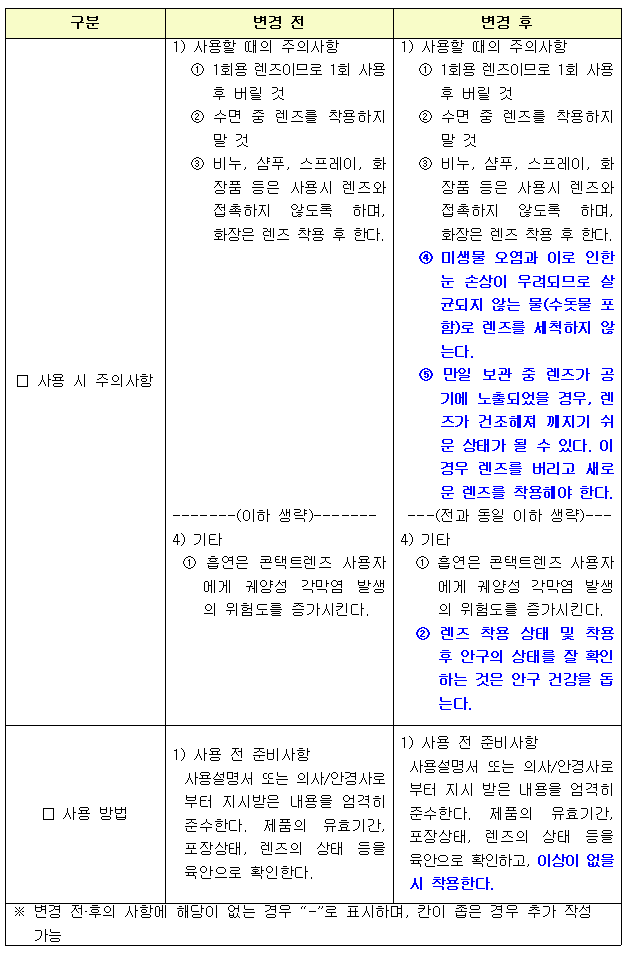 구분
변경 전
변경 후
□ 사용 시 주의사항
1) 사용할 때의 주의사항
① 1회용 렌즈이므로 1회 사용
후 버릴 것
② 수면 중 렌즈를 착용하지
말 것
③ 비누, 샴푸, 스프레이, 화
장품 등은 사용시 렌즈와
접촉하지 않도록 하며,
화장은 렌즈 착용 후 한다.
-------(이하 생략)-------
4) 기타
① 흡연은 콘택트렌즈 사용자
에게 궤양성 각막염 발생
의 위험도를 증가시킨다.
1) 사용할 때의 주의사항
① 1회용 렌즈이므로 1회 사용
후 버릴 것
② 수면 중 렌즈를 착용하지
말 것
③ 비누, 샴푸, 스프레이, 화
장품 등은 사용시 렌즈와
접촉하지 않도록 하며,
화장은 렌즈 착용 후 한다.
④ 미생물 오염과 이로 인한
눈 손상이 우려되므로 살
균되지 않는 물(수돗물 포
함)로 렌즈를 세척하지 않
는다.
⑤ 만일 보관 중 렌즈가 공
기에 노출되었을 경우, 렌
즈가 건조해져 깨지기 쉬
운 상태가 될 수 있다. 이
경우 렌즈를 버리고 새로
운 렌즈를 착용해야 한다.
---(전과 동일 이하 생략)---
4) 기타
① 흡연은 콘택트렌즈 사용자
에게 궤양성 각막염 발생
의 위험도를 증가시킨다.
② 렌즈 착용 상태 및 착용
후 안구의 상태를 잘 확인
하는 것은 안구 건강을 돕
는다.
□ 사용 방법
1) 사용 전 준비사항
사용설명서 또는 의사/안경사로
부터 지시받은 내용을 엄격히
준수한다. 제품의 유효기간,
포장상태, 렌즈의 상태 등을
육안으로 확인한다.
1) 사용 전 준비사항
사용설명서 또는 의사/안경사로
부터 지시 받은 내용을 엄격히
준수한다. 제품의 유효기간,
포장상태, 렌즈의 상태 등을
육안으로 확인하고, 이상이 없을
시 착용한다.
※ 변경 전·후의 사항에 해당이 없는 경우 “-”로 표시하며, 칸이 좁은 경우 추가 작성
가능